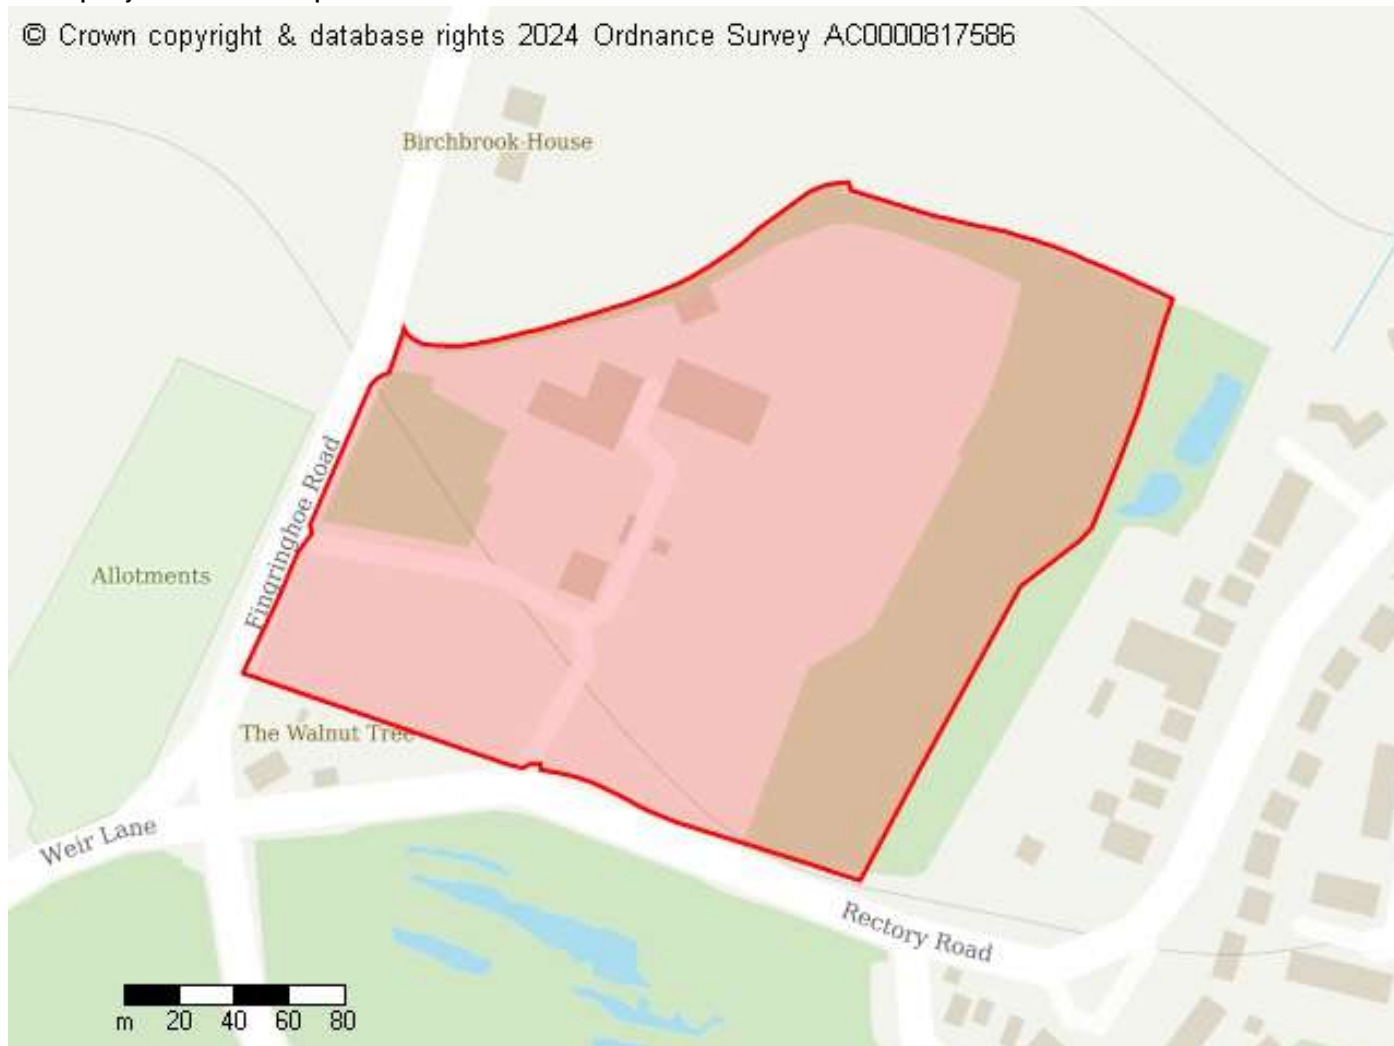 © Crown copyright & database rights 2024 Ordnance Survey AC0000817586
Birchbrook House
Fingringhoe Road
Allotments
The Walnut Tree
Weir Lane
Rectory Road
m 20 40 60 80